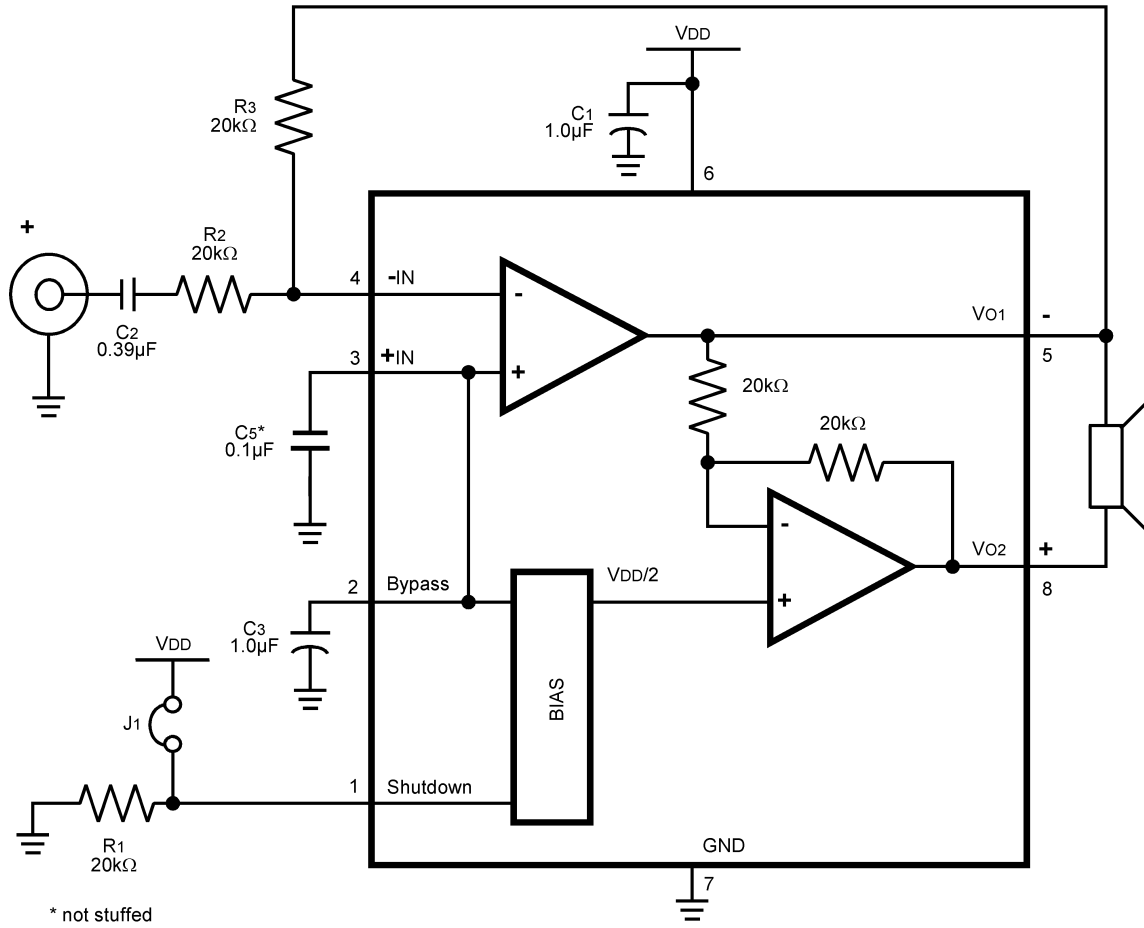 VDD
C1
1.0µF
R3
20kΩ
6
+
R2
20kΩ
4
-IN
-
C2
0.39µF
3
+IN
+
VO1
-
5
20kΩ
20kΩ
C5*
0.1µF
-
VO2
+
8
2
Bypass
VDD/2
+
C3
1.0µF
VDD
J1
BIAS
1
Shutdown
R1
20kΩ
GND
7
* not stuffed